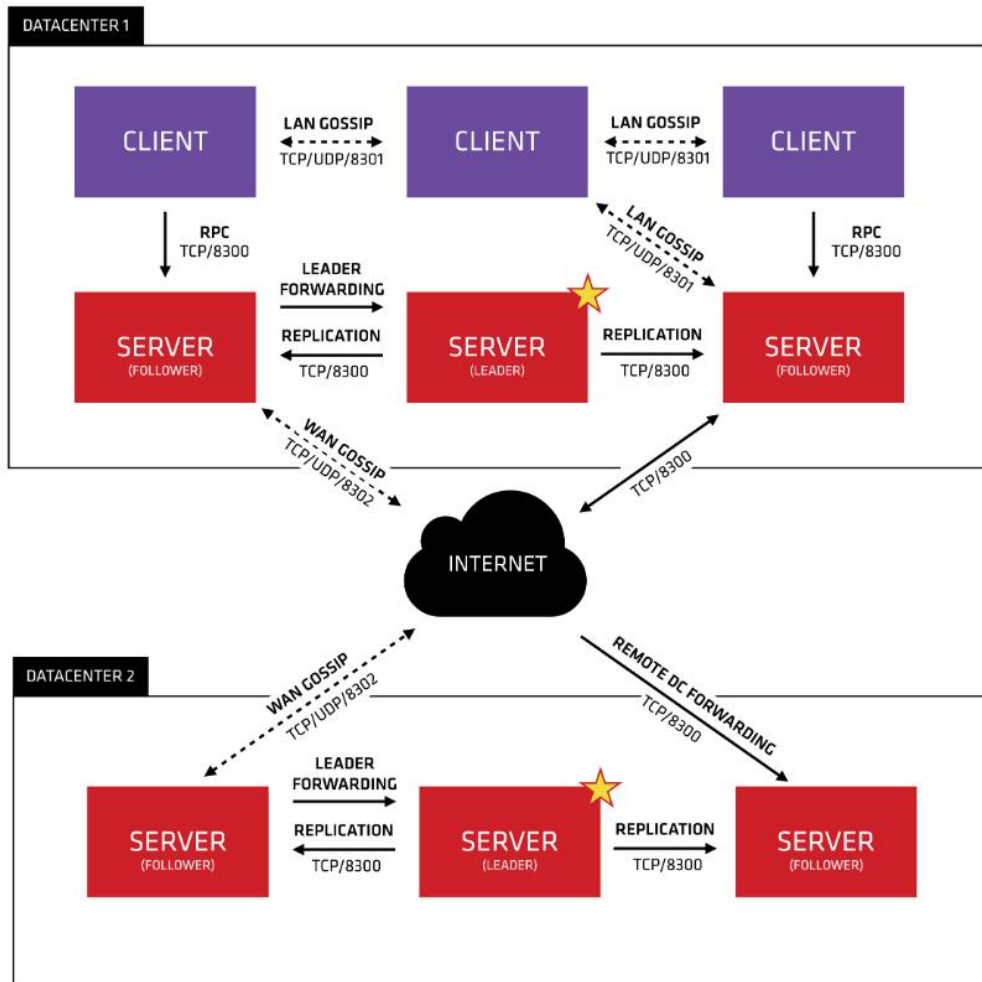 DATACENTER 1
CLIENT
LAN GOSSIP
TCP/UDP/8301
CLIENT
LAN GOSSIP
TCP/UDP/8301
CLIENT
RPC
TCP/8300
LAN GOSSIP
TCP/UDP/8301
RPC
TCP/8300
SERVER
(FOLLOWER)
LEADER
FORWARDING
REPLICATION
TCP/8300
SERVER
(LEADER)
REPLICATION
TCP/8300
SERVER
(FOLLOWER)
WAN GOSSIP
TCP/UDP/8302
TCP/8300
INTERNET
DATACENTER 2
WAN GOSSIP
TCP/UDP/8302
REMOTE DC FORWARDING
TCP/8300
SERVER
(FOLLOWER)
LEADER
FORWARDING
REPLICATION
TCP/8300
SERVER
(LEADER)
REPLICATION
TCP/8300
SERVER
(FOLLOWER)